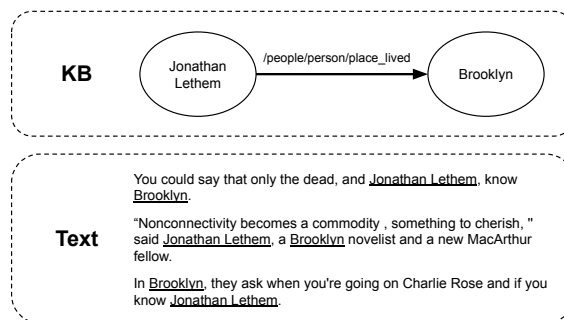 KB
Jonathan
Lethem
/people/person/place_lived
Brooklyn
Text
You could say that only the dead, and Jonathan Lethem, know
Brooklyn.
“Nonconnectivity becomes a commodity , something to cherish, "
said Jonathan Lethem, a Brooklyn novelist and a new MacArthur
fellow.
In Brooklyn, they ask when you're going on Charlie Rose and if you
know Jonathan Lethem.